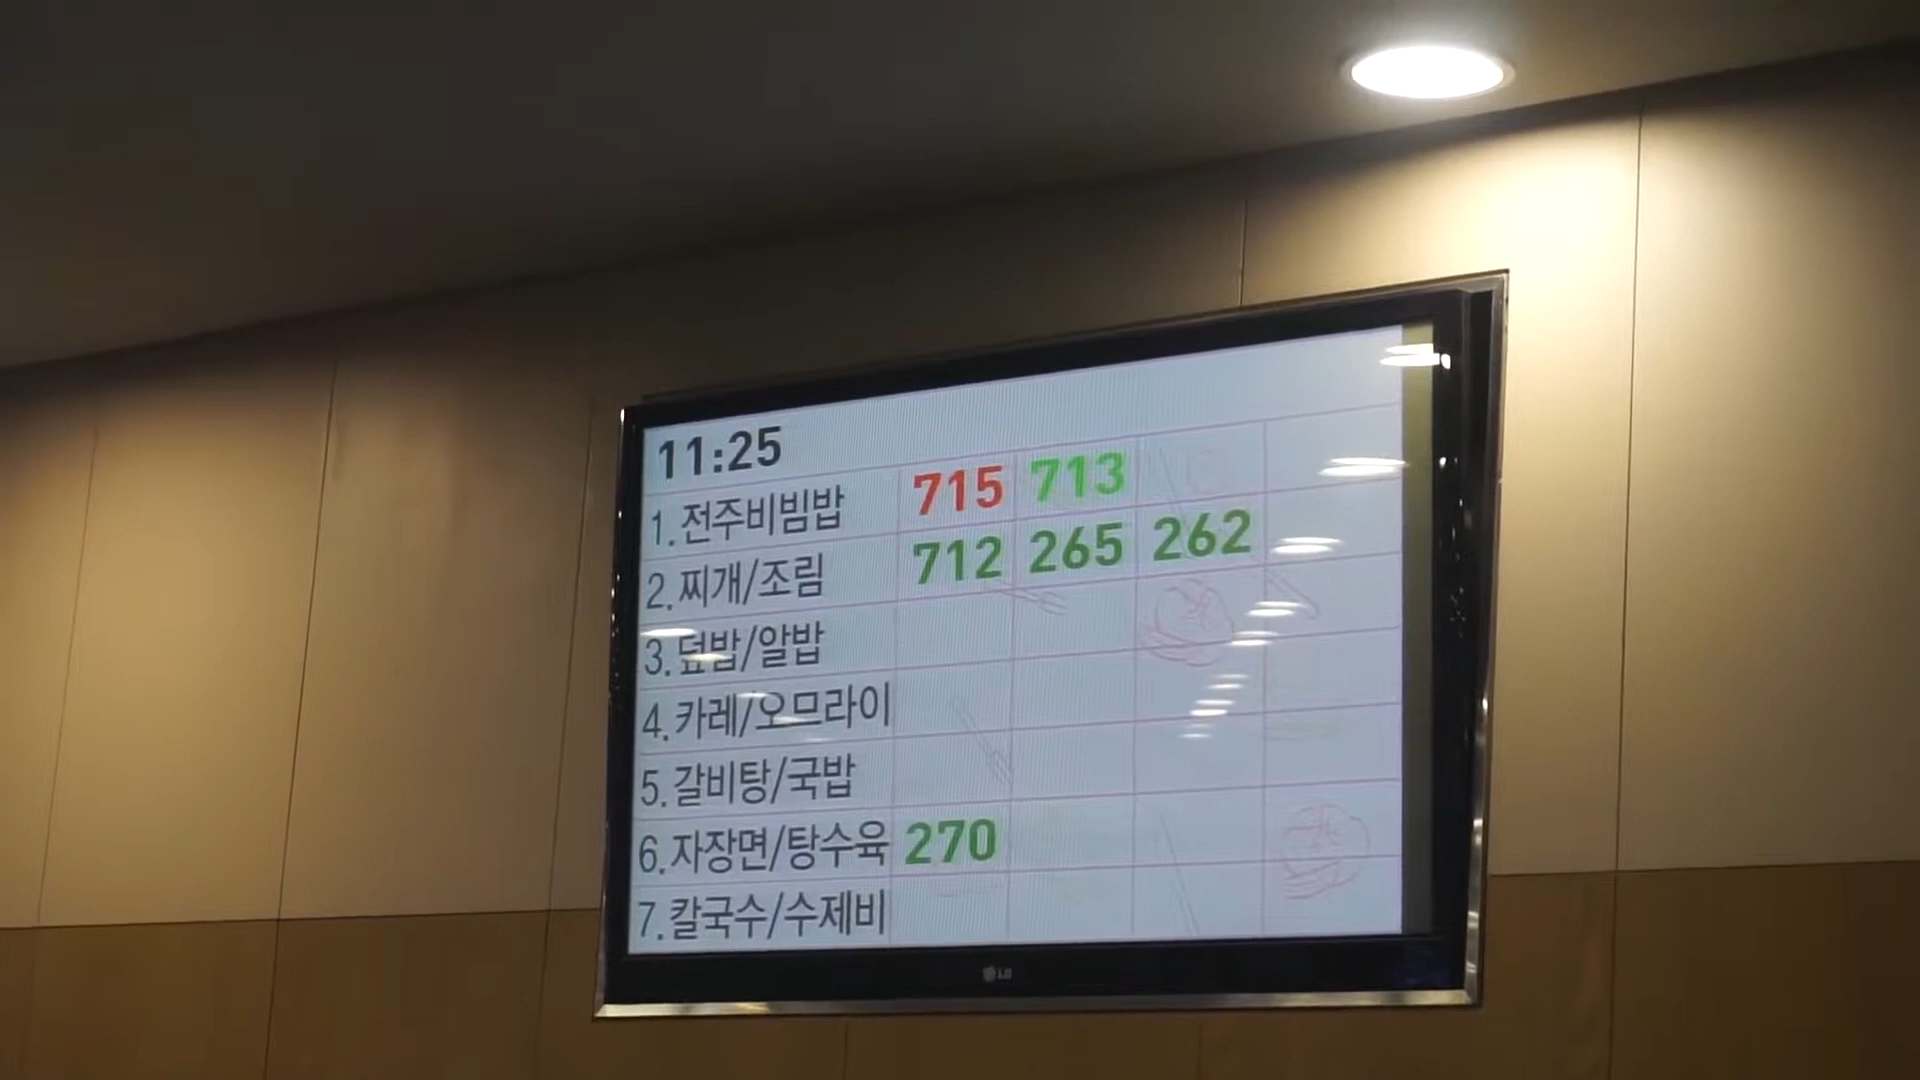 11:25
1.전주비빔밥 715 713
2.찌개/조림 712 265 262
3.덮밥/알밥
4.카레/오므라이
5.갈비탕/국밥
6.자장면/탕수육 270
7.칼국수/수제비
LG